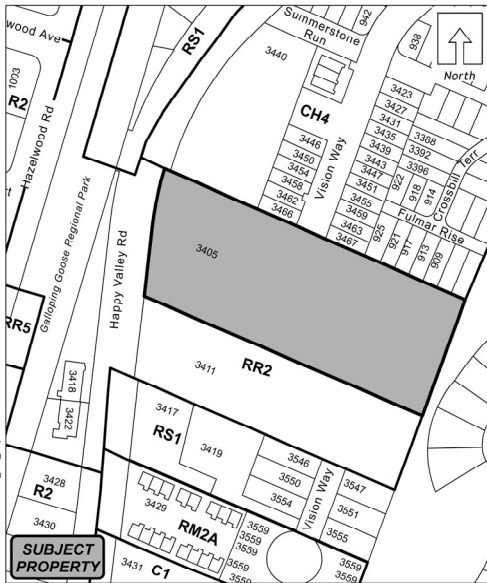 wood Ave
Summerstone
Run
942
938
North
RS1
3440
1093
R2
Hazelwood Rd
CH4
3423
3427
3431
3435
3439
3443
3447
3451
3455
3459
3463
3467
3368
3392
3396
922
918
914
Crossbill Terr
Fulmar Rise
925
921
917
913
909
3446
3450
3454
3458
3462
3466
Vision Way
Galloping Goose Regional Park
Happy Valley Rd
3405
RR5
3411
RR2
3418
3422
3417
RS1
3419
3546
3550
3554
Vision Way
3547
3551
3555
R2
3428
3430
3429
RM2A
3559
3559
3559
3559
3559
3559
3559
3431
C1
SUBJECT
PROPERTY